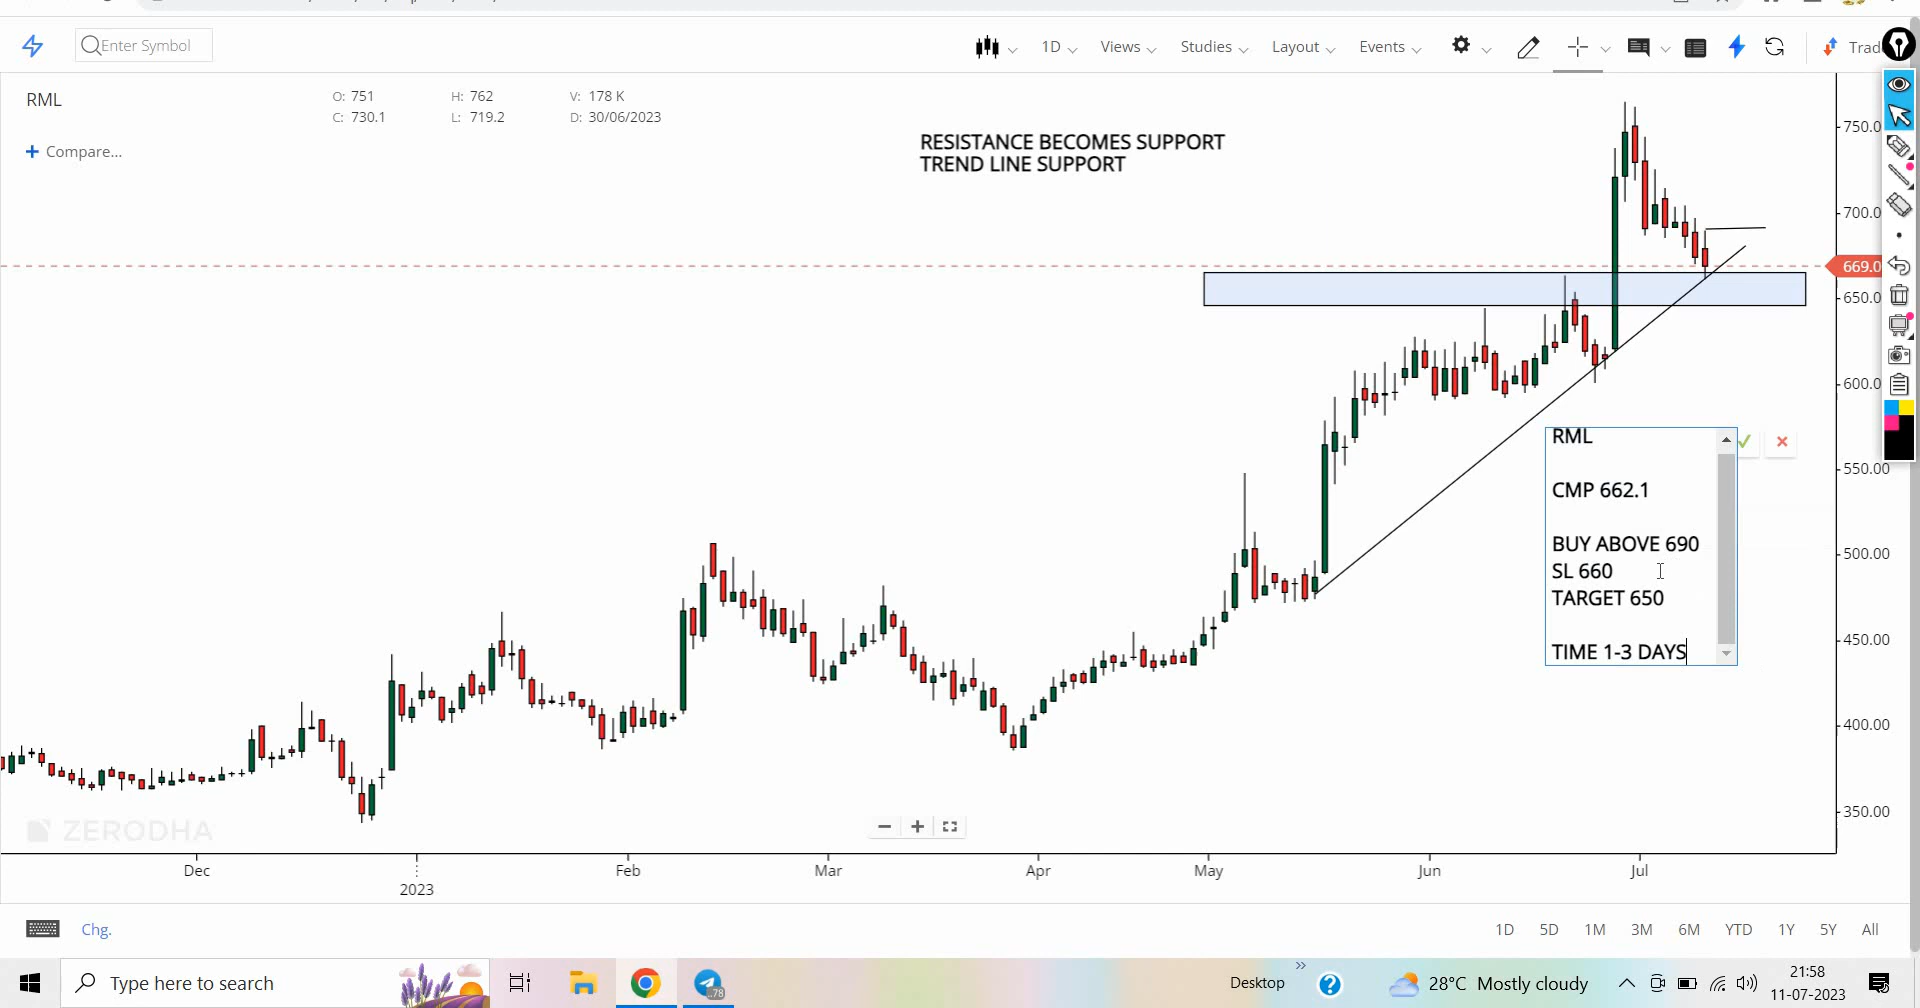 Enter Symbol
1D
Views
Studies
Layout
Events
Trad
RML
O: 751
H: 762
V: 178 K
C: 730.1
L: 719.2
D: 30/06/2023
+ Compare...
RESISTANCE BECOMES SUPPORT
TREND LINE SUPPORT
750.0
700.0
669.0
650.0
600.0
550.00
500.00
450.00
400.00
350.00
RML
CMP 662.1
BUY ABOVE 690
SL 660
TARGET 650
TIME 1-3 DAYS
ZERODHA
Dec
2023
Feb
Mar
Apr
May
Jun
Jul
Chg.
1D 5D 1M 3M 6M YTD 1Y 5Y All
Type here to search
78
Desktop
28°C Mostly cloudy
21:58
11-07-2023